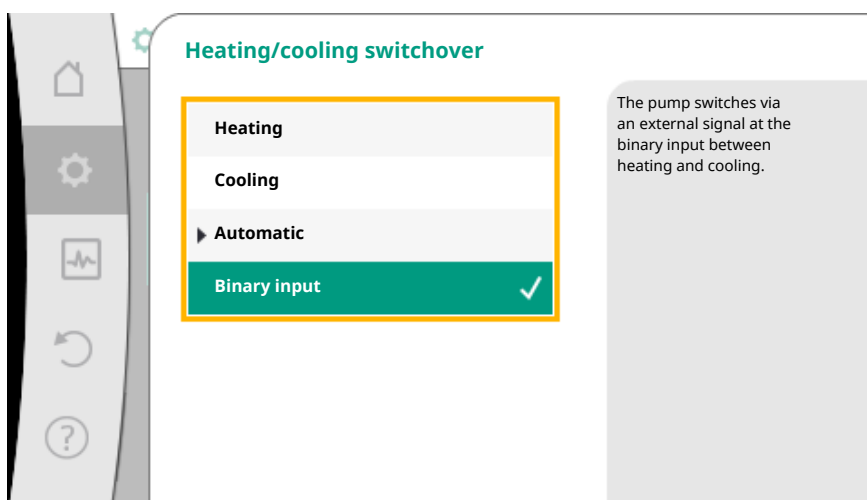 Heating/cooling switchover
Heating
Cooling
Automatic
Binary input
The pump switches via
an external signal at the
binary input between
heating and cooling.
?